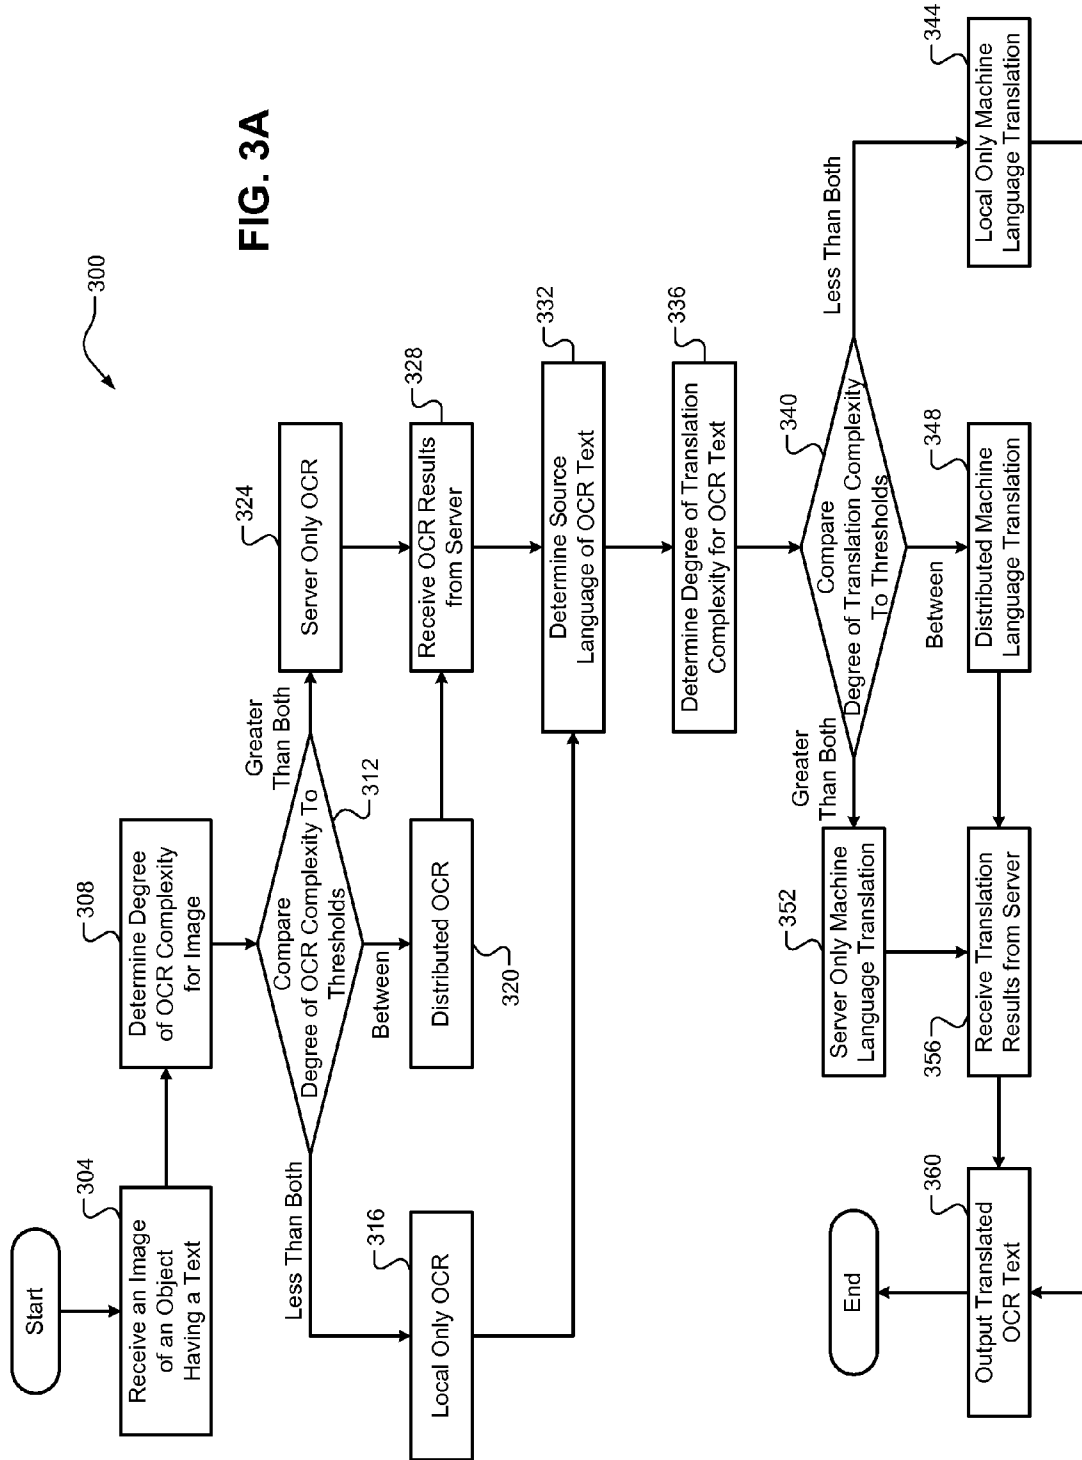 300
FIG. 3A
Start
304
Receive an Image
of an Object
Having a Text
308
Determine Degree
of OCR Complexity
for Image
Compare
Degree of OCR Complexity To
Thresholds
312
Less Than Both
Between
Greater
Than Both
316
Local Only OCR
Distributed OCR
320
324
Server Only OCR
328
Receive OCR Results
from Server
332
Determine Source
Language of OCR Text
336
Determine Degree of Translation
Complexity for OCR Text
340
Compare
Degree of Translation Complexity
To Thresholds
Greater
Than Both
Between
Less Than Both
344
Local Only Machine
Language Translation
348
Distributed Machine
Language Translation
352
Server Only Machine
Language Translation
356
Receive Translation
Results from Server
360
Output Translated
OCR Text
End